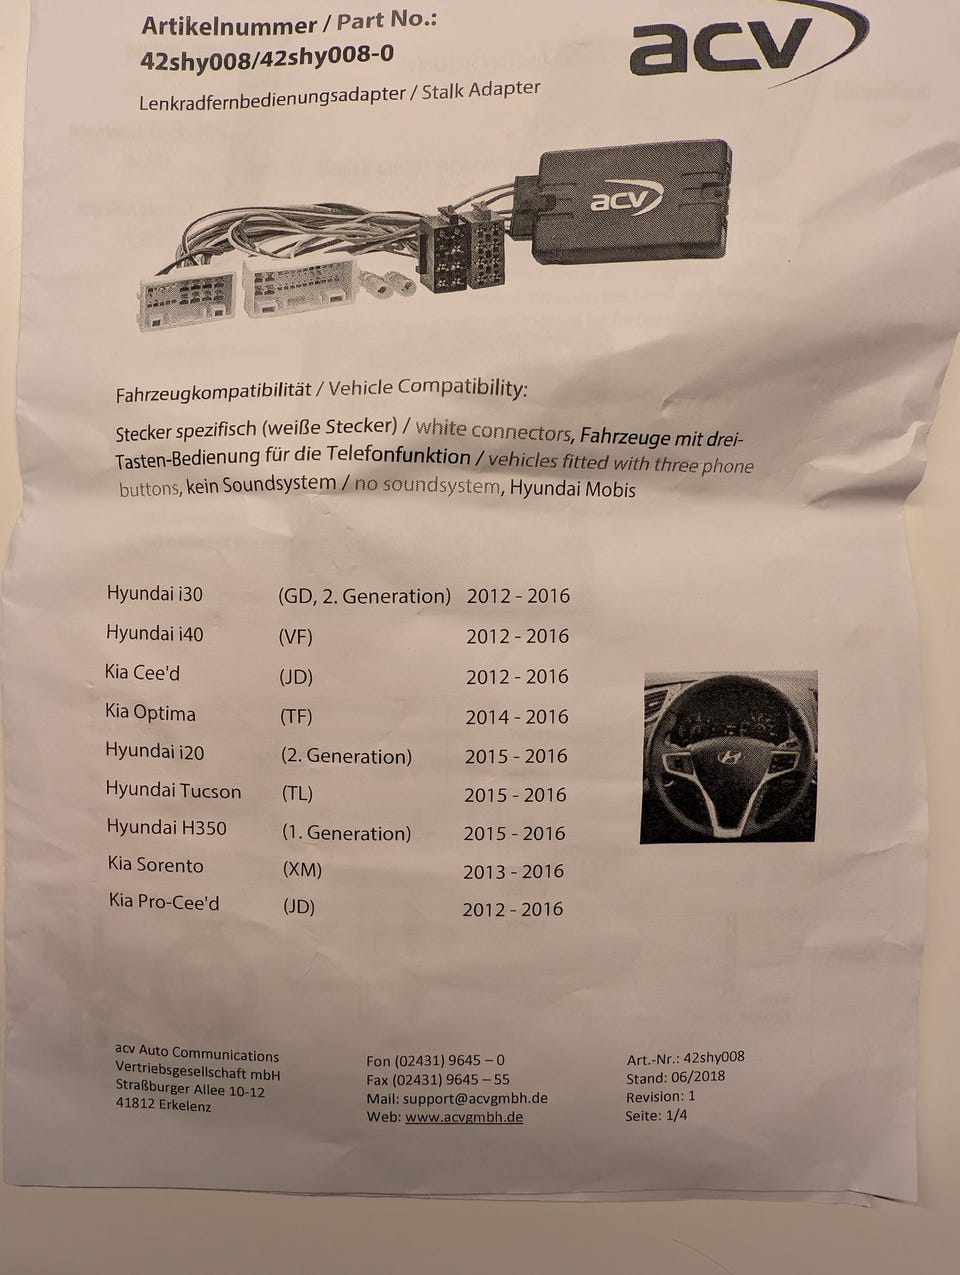 Artikelnummer / Part No.:
42shy008/42shy008-0
acv
Lenkradfernbedienungsadapter / Stalk Adapter
acv
Fahrzeugkompatibilität / Vehicle Compatibility:
Stecker spezifisch (weiße Stecker) / white connectors, Fahrzeuge mit drei-
Tasten-Bedienung für die Telefonfunktion / vehicles fitted with three phone
buttons, kein Soundsystem / no soundsystem, Hyundai Mobis
Hyundai i30 (GD, 2. Generation) 2012 - 2016
Hyundai i40 (VF) 2012 - 2016
Kia Cee'd (JD) 2012 - 2016
Kia Optima (TF) 2014 - 2016
Hyundai i20 (2. Generation) 2015 - 2016
Hyundai Tucson (TL) 2015 - 2016
Hyundai H350 (1. Generation) 2015 - 2016
Kia Sorento (XM) 2013 - 2016
Kia Pro-Cee'd (JD) 2012 - 2016
acv Auto Communications
Vertriebsgesellschaft mbH
Straßburger Allee 10-12
41812 Erkelenz
Fon (02431) 9645 – 0
Fax (02431) 9645 – 55
Mail: support@acvgmbh.de
Web: www.acvgmbh.de
Art.-Nr.: 42shy008
Stand: 06/2018
Revision: 1
Seite: 1/4